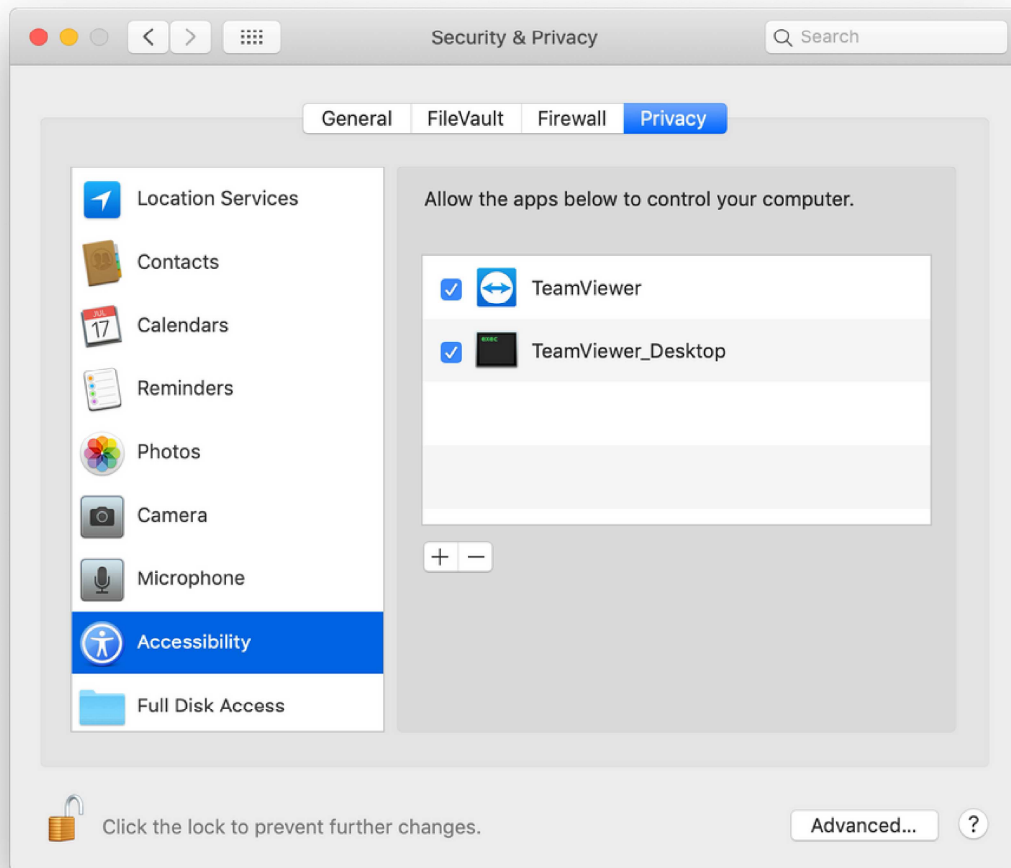 Security & Privacy
Search
General
FileVault
Firewall
Privacy
Location Services
Contacts
JUL
17
Calendars
Reminders
Photos
Camera
Microphone
Accessibility
Full Disk Access
Allow the apps below to control your computer.
TeamViewer
exec
TeamViewer_Desktop
Click the lock to prevent further changes.
Advanced...
?